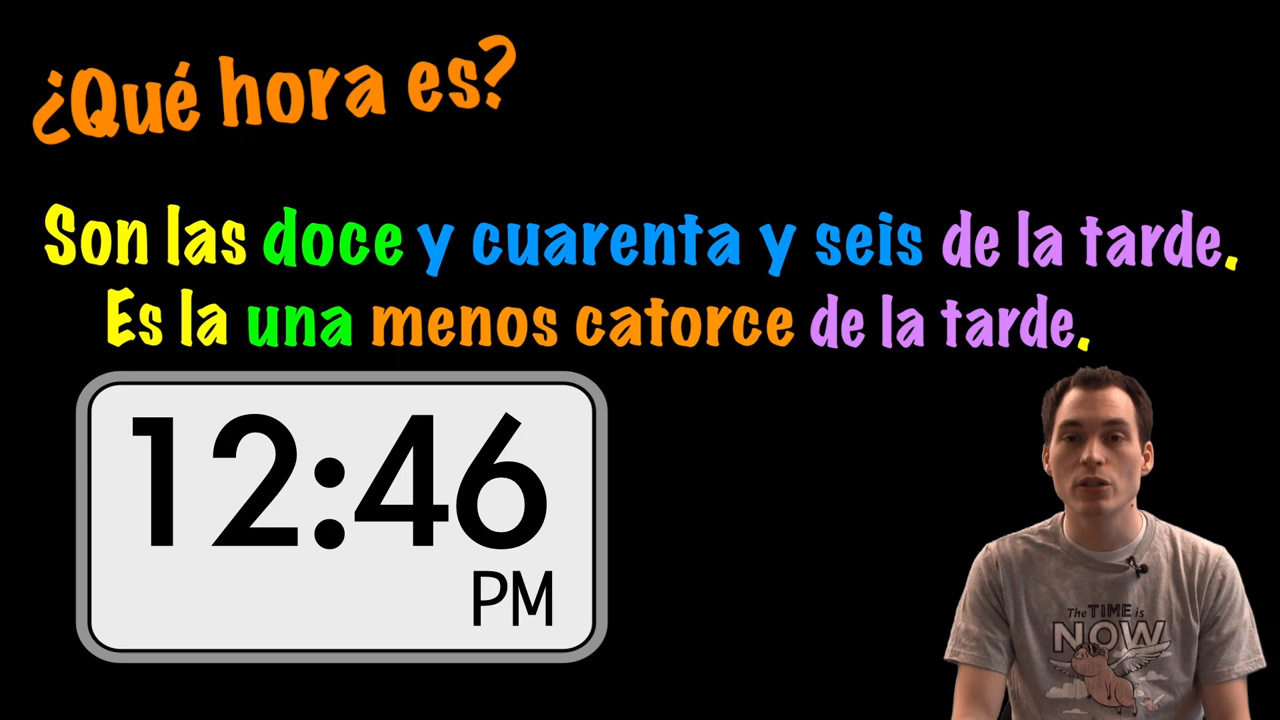 ¿Qué hora es?
Son las doce y cuarenta y seis de la tarde.
Es la una menos catorce de la tarde.
12:46
PM
The TIME is
NOW